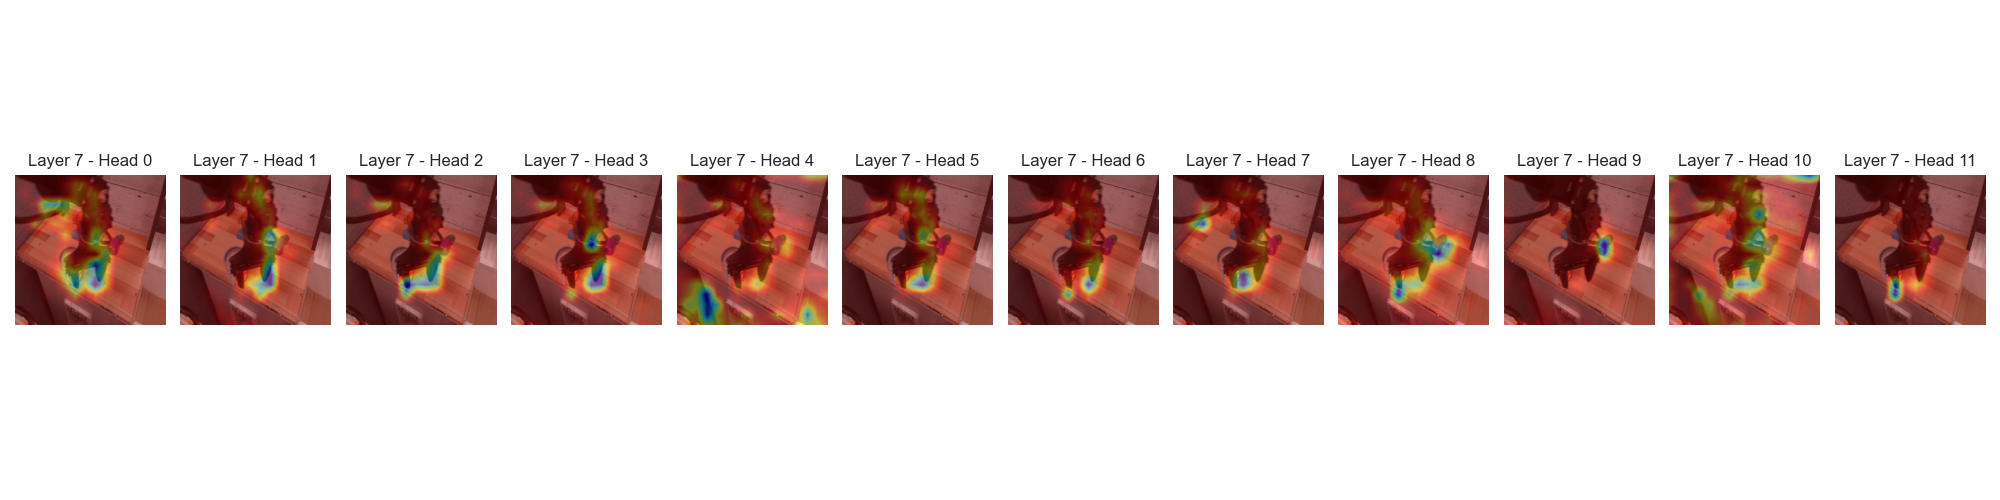 Layer 7 - Head 0
Layer 7 - Head 1
Layer 7 - Head 2
Layer 7 - Head 3
Layer 7 - Head 4
Layer 7 - Head 5
Layer 7 - Head 6
Layer 7 - Head 7
Layer 7 - Head 8
Layer 7 - Head 9
Layer 7 - Head 10
Layer 7 - Head 11